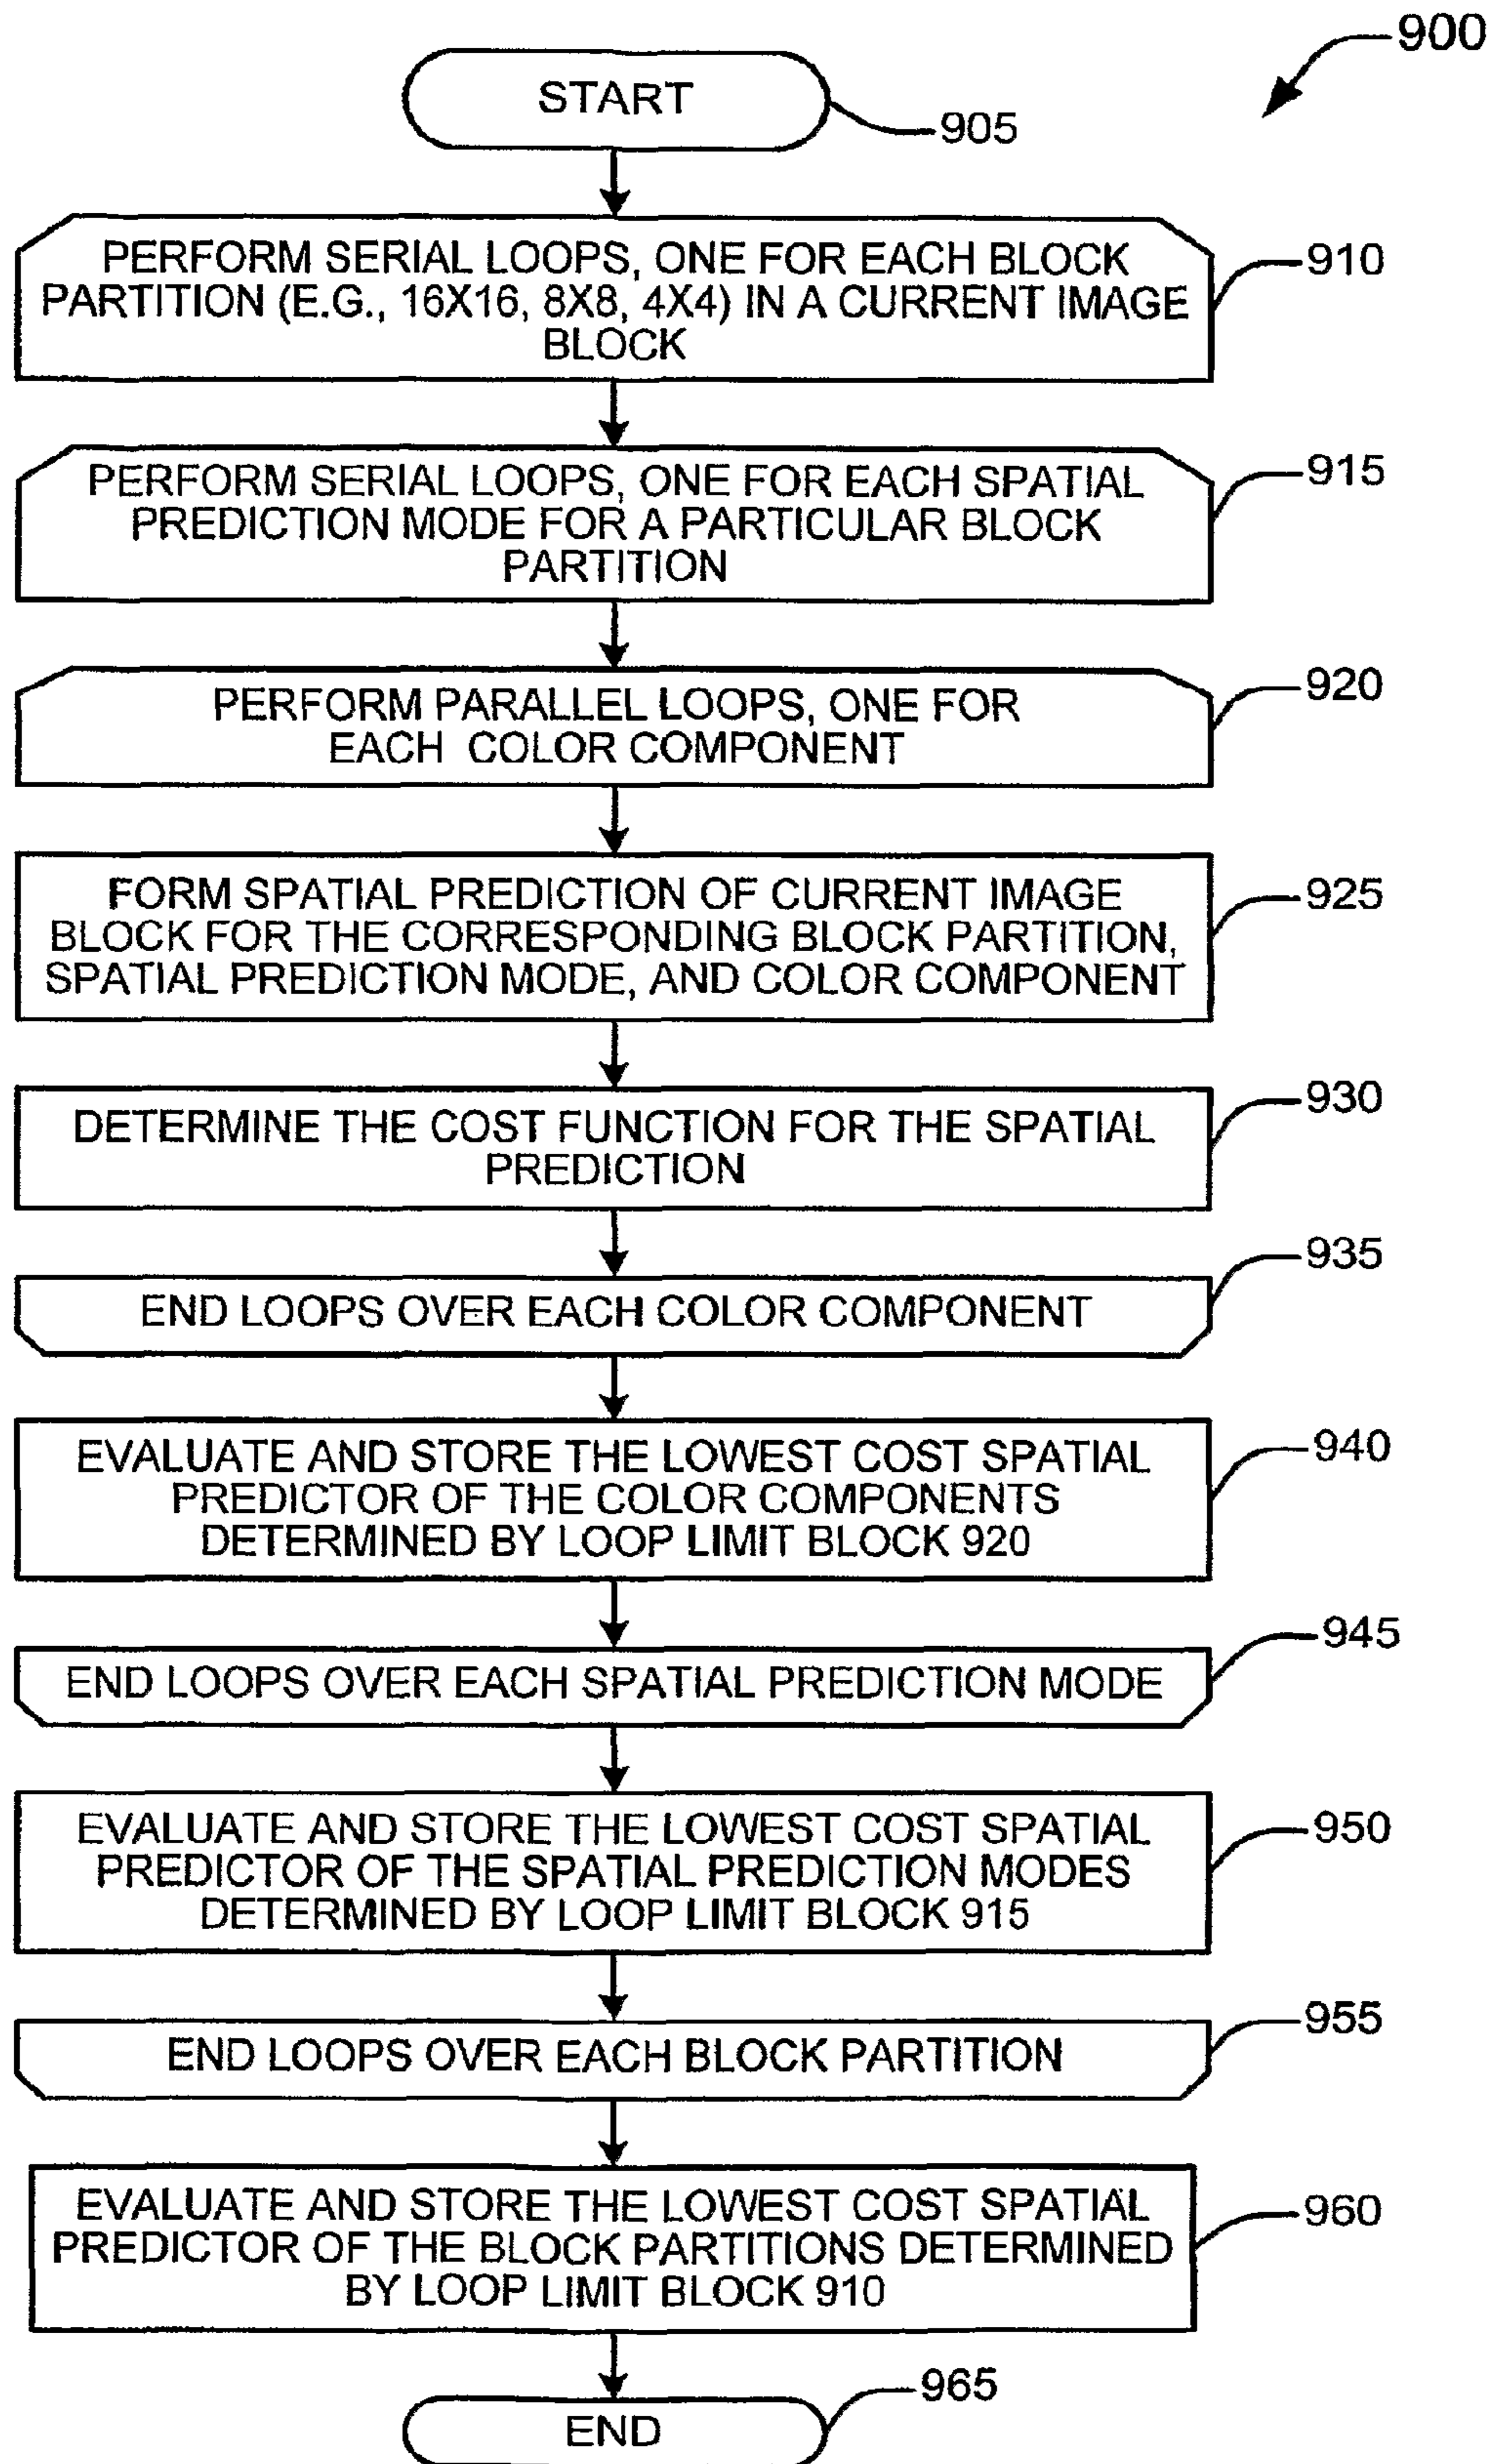 900
START
905
PERFORM SERIAL LOOPS, ONE FOR EACH BLOCK
PARTITION (E.G., 16X16, 8X8, 4X4) IN A CURRENT IMAGE
BLOCK
910
PERFORM SERIAL LOOPS, ONE FOR EACH SPATIAL
PREDICTION MODE FOR A PARTICULAR BLOCK
PARTITION
915
PERFORM PARALLEL LOOPS, ONE FOR
EACH COLOR COMPONENT
920
FORM SPATIAL PREDICTION OF CURRENT IMAGE
BLOCK FOR THE CORRESPONDING BLOCK PARTITION,
SPATIAL PREDICTION MODE, AND COLOR COMPONENT
925
DETERMINE THE COST FUNCTION FOR THE SPATIAL
PREDICTION
930
END LOOPS OVER EACH COLOR COMPONENT
935
EVALUATE AND STORE THE LOWEST COST SPATIAL
PREDICTOR OF THE COLOR COMPONENTS
DETERMINED BY LOOP LIMIT BLOCK 920
940
END LOOPS OVER EACH SPATIAL PREDICTION MODE
945
EVALUATE AND STORE THE LOWEST COST SPATIAL
PREDICTOR OF THE SPATIAL PREDICTION MODES
DETERMINED BY LOOP LIMIT BLOCK 915
950
END LOOPS OVER EACH BLOCK PARTITION
955
EVALUATE AND STORE THE LOWEST COST SPATIAL
PREDICTOR OF THE BLOCK PARTITIONS DETERMINED
BY LOOP LIMIT BLOCK 910
960
END
965